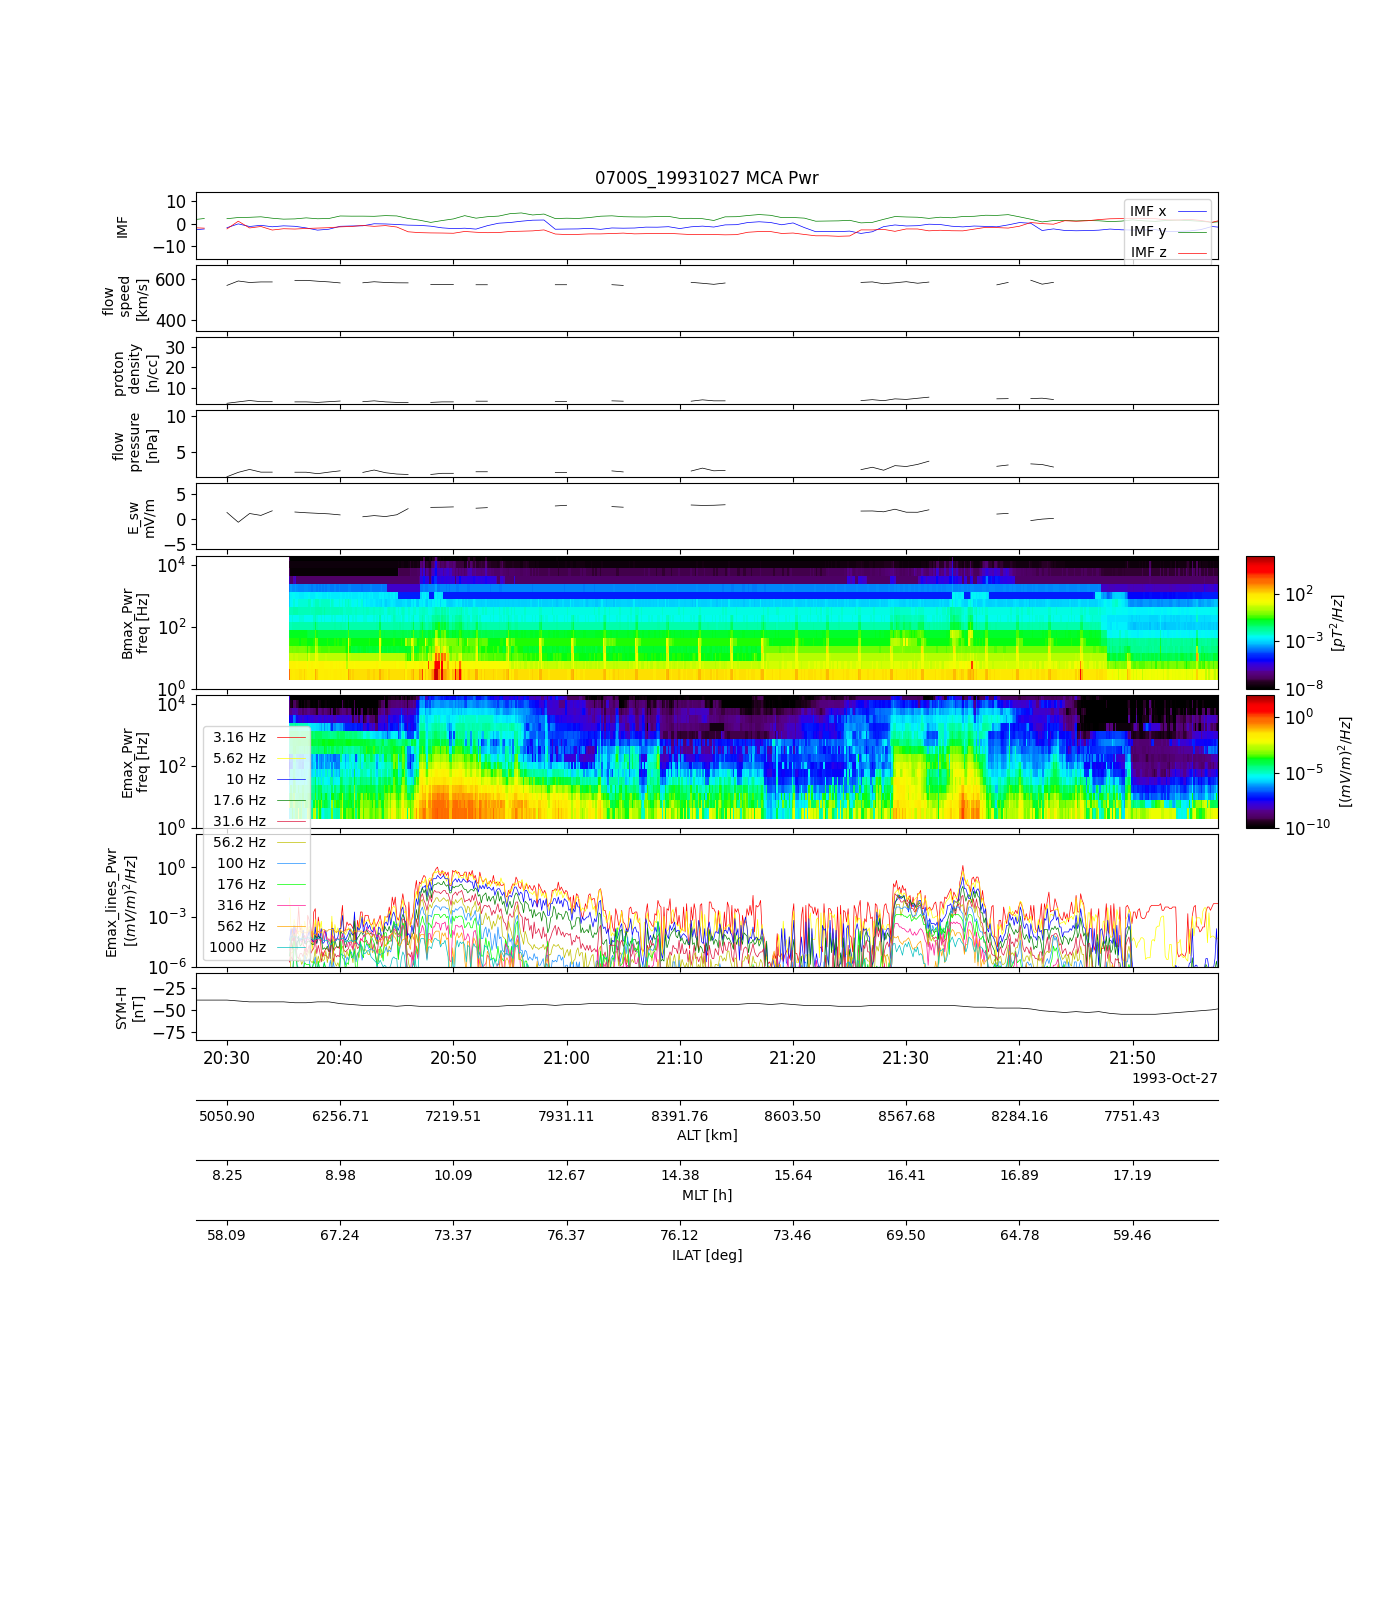 0700S_19931027 MCA Pwr
IMF
10
0
−10
IMF x
IMF y
IMF z
flow
speed
[km/s]
600
400
proton
density
[n/cc]
30
20
10
flow
pressure
[nPa]
10
5
E_sw
mV/m
5
0
−5
Bmax_Pwr
freq [Hz]
10^4
10^2
10^0
10^2
10^−3
10^−8
[pT^2/Hz]
Emax_Pwr
freq [Hz]
10^4
10^2
10^0
10^0
10^−5
10^−10
[(mV/m)^2/Hz]
3.16 Hz
5.62 Hz
10 Hz
17.6 Hz
31.6 Hz
56.2 Hz
100 Hz
176 Hz
316 Hz
562 Hz
1000 Hz
Emax_lines_Pwr
[(mV/m)^2/Hz]
10^0
10^−3
10^−6
SYM-H
[nT]
−25
−50
−75
20:30 20:40 20:50 21:00 21:10 21:20 21:30 21:40 21:50
1993-Oct-27
5050.90 6256.71 7219.51 7931.11 8391.76 8603.50 8567.68 8284.16 7751.43
ALT [km]
8.25 8.98 10.09 12.67 14.38 15.64 16.41 16.89 17.19
MLT [h]
58.09 67.24 73.37 76.37 76.12 73.46 69.50 64.78 59.46
ILAT [deg]